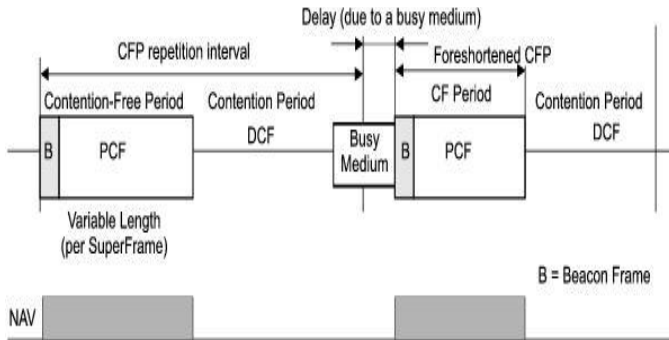 Delay (due to a busy medium)
CFP repetition interval
Foreshortened CFP
Contention-Free Period
Contention Period
CF Period
Contention Period
DCF
DCF
B
PCF
Busy
Medium
B
PCF
Variable Length
(per SuperFrame)
B = Beacon Frame
NAV